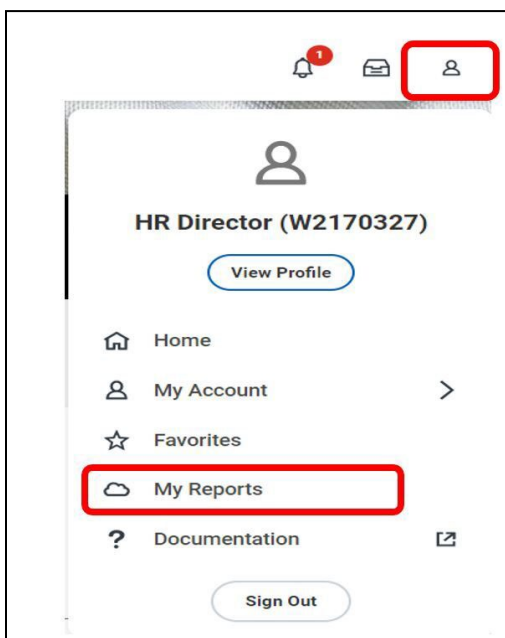 1
HR Director (W2170327)
View Profile
Home
My Account
Favorites
My Reports
? Documentation
Sign Out